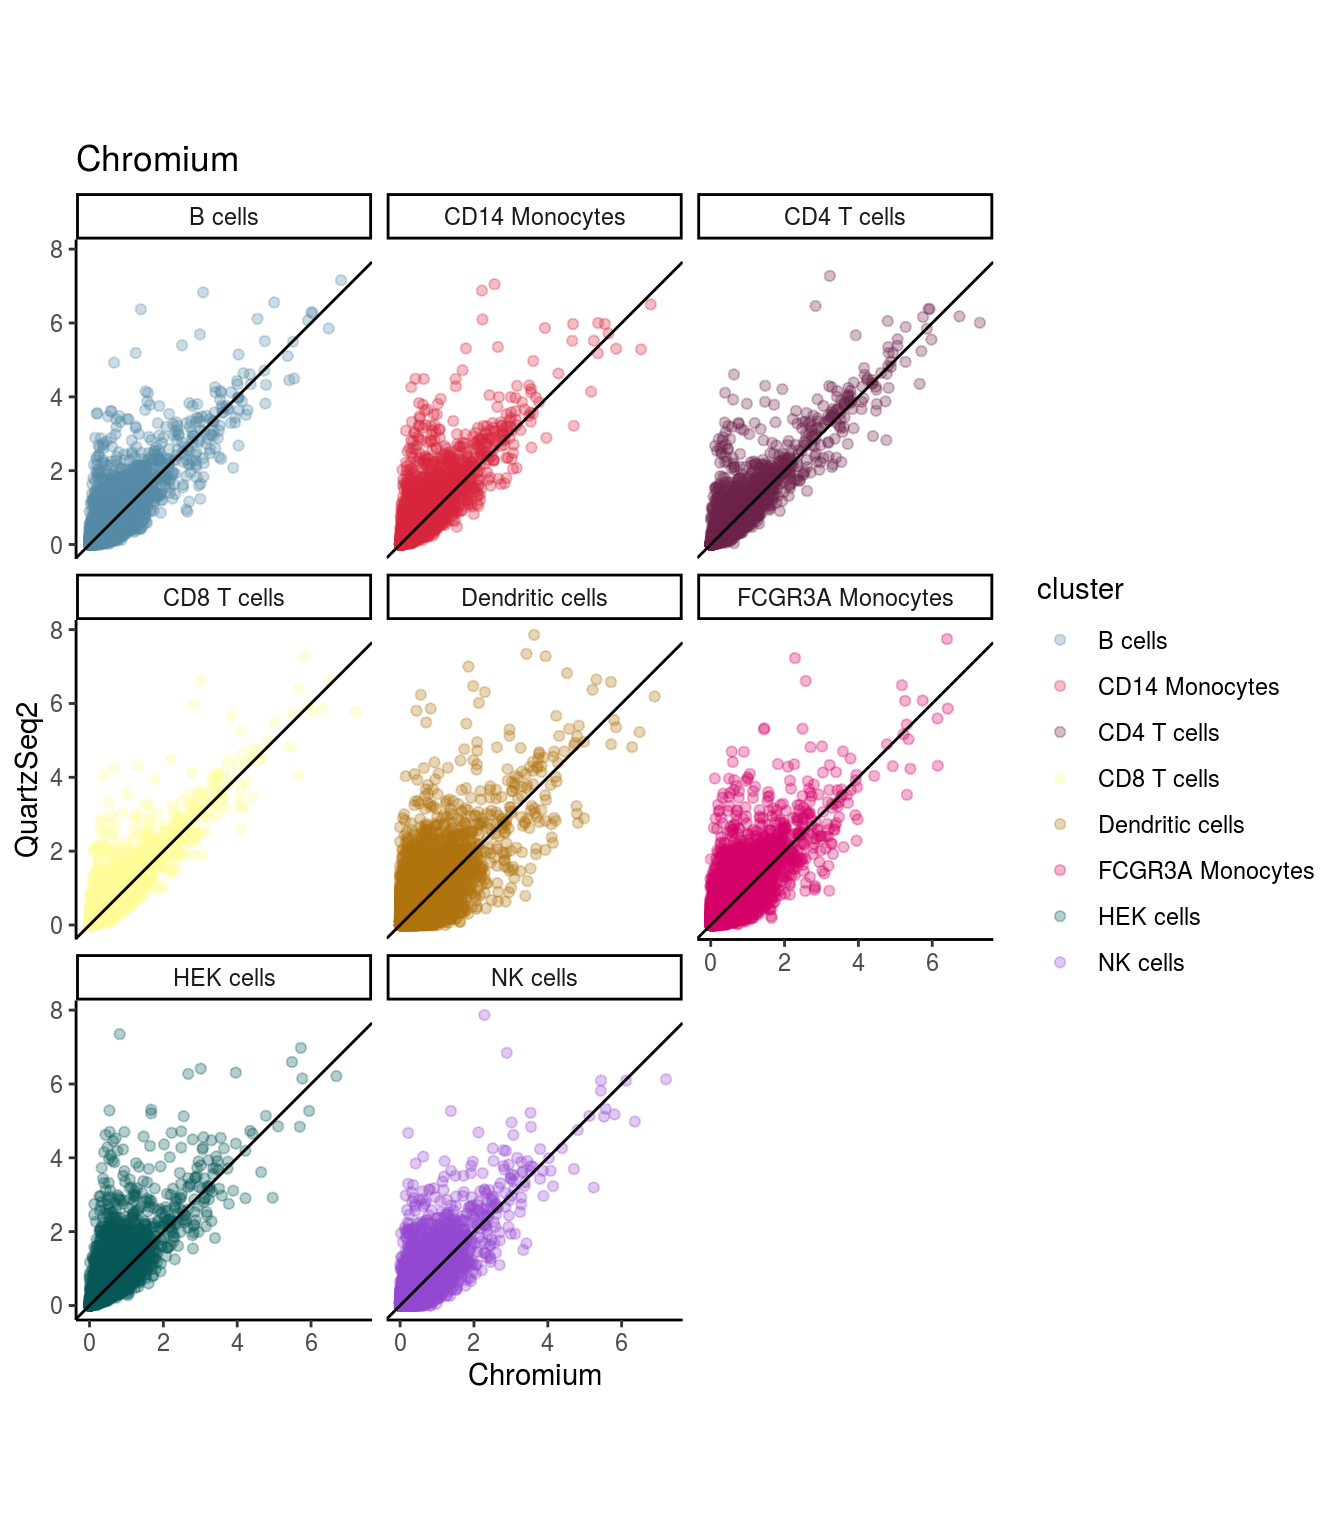 Chromium
B cells
CD14 Monocytes
CD4 T cells
8
6
4
2
0
CD8 T cells
Dendritic cells
FCGR3A Monocytes
8
6
4
2
0
0 2 4 6
HEK cells
NK cells
8
6
4
2
0
0 2 4 6
0 2 4 6
Chromium
QuartzSeq2
cluster
B cells
CD14 Monocytes
CD4 T cells
CD8 T cells
Dendritic cells
FCGR3A Monocytes
HEK cells
NK cells